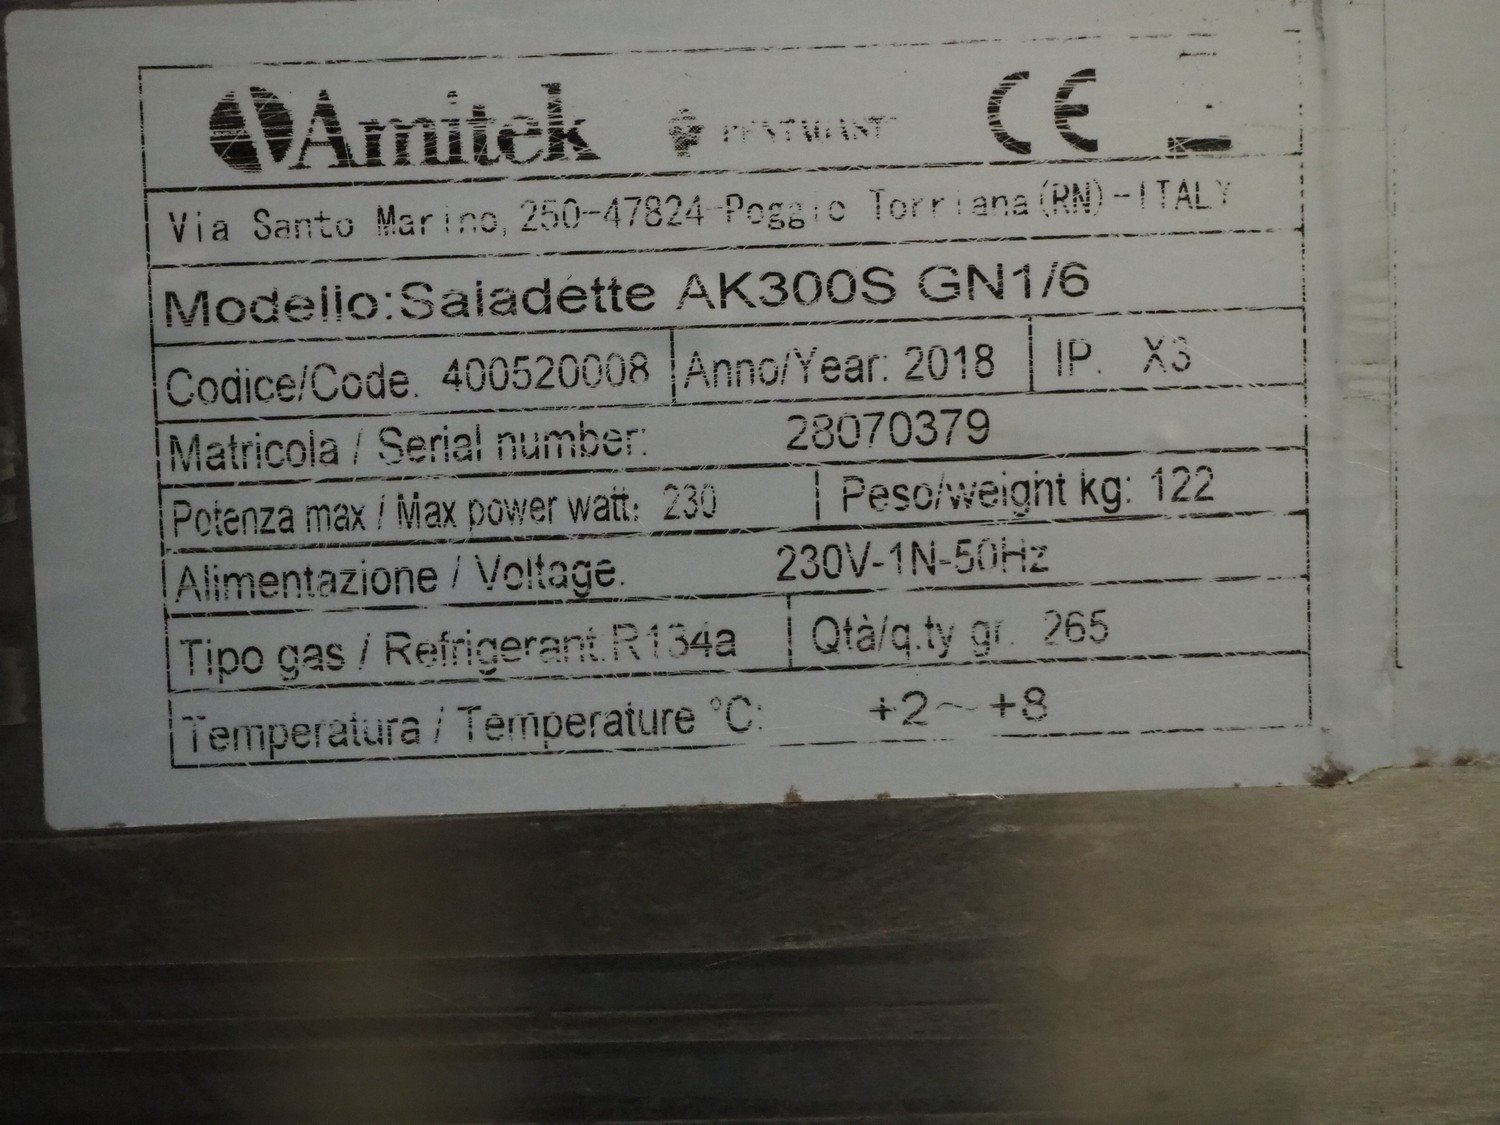 Amitek CE
Via Santo Marino, 250-47824-Poggio Torriana (RN)-ITALY
Modello:Saladette AK300S GN1/6
Codice/Code. 400520008 Anno/Year: 2018 IP. X3
Matricola / Serial number: 28070379
Potenza max / Max power watt: 230 Peso/weight kg: 122
Alimentazione / Voltage. 230V-1N-50Hz
Tipo gas / Refrigerant.R134a Qtà/q.ty gr. 265
Temperatura / Temperature °C: +2~+8